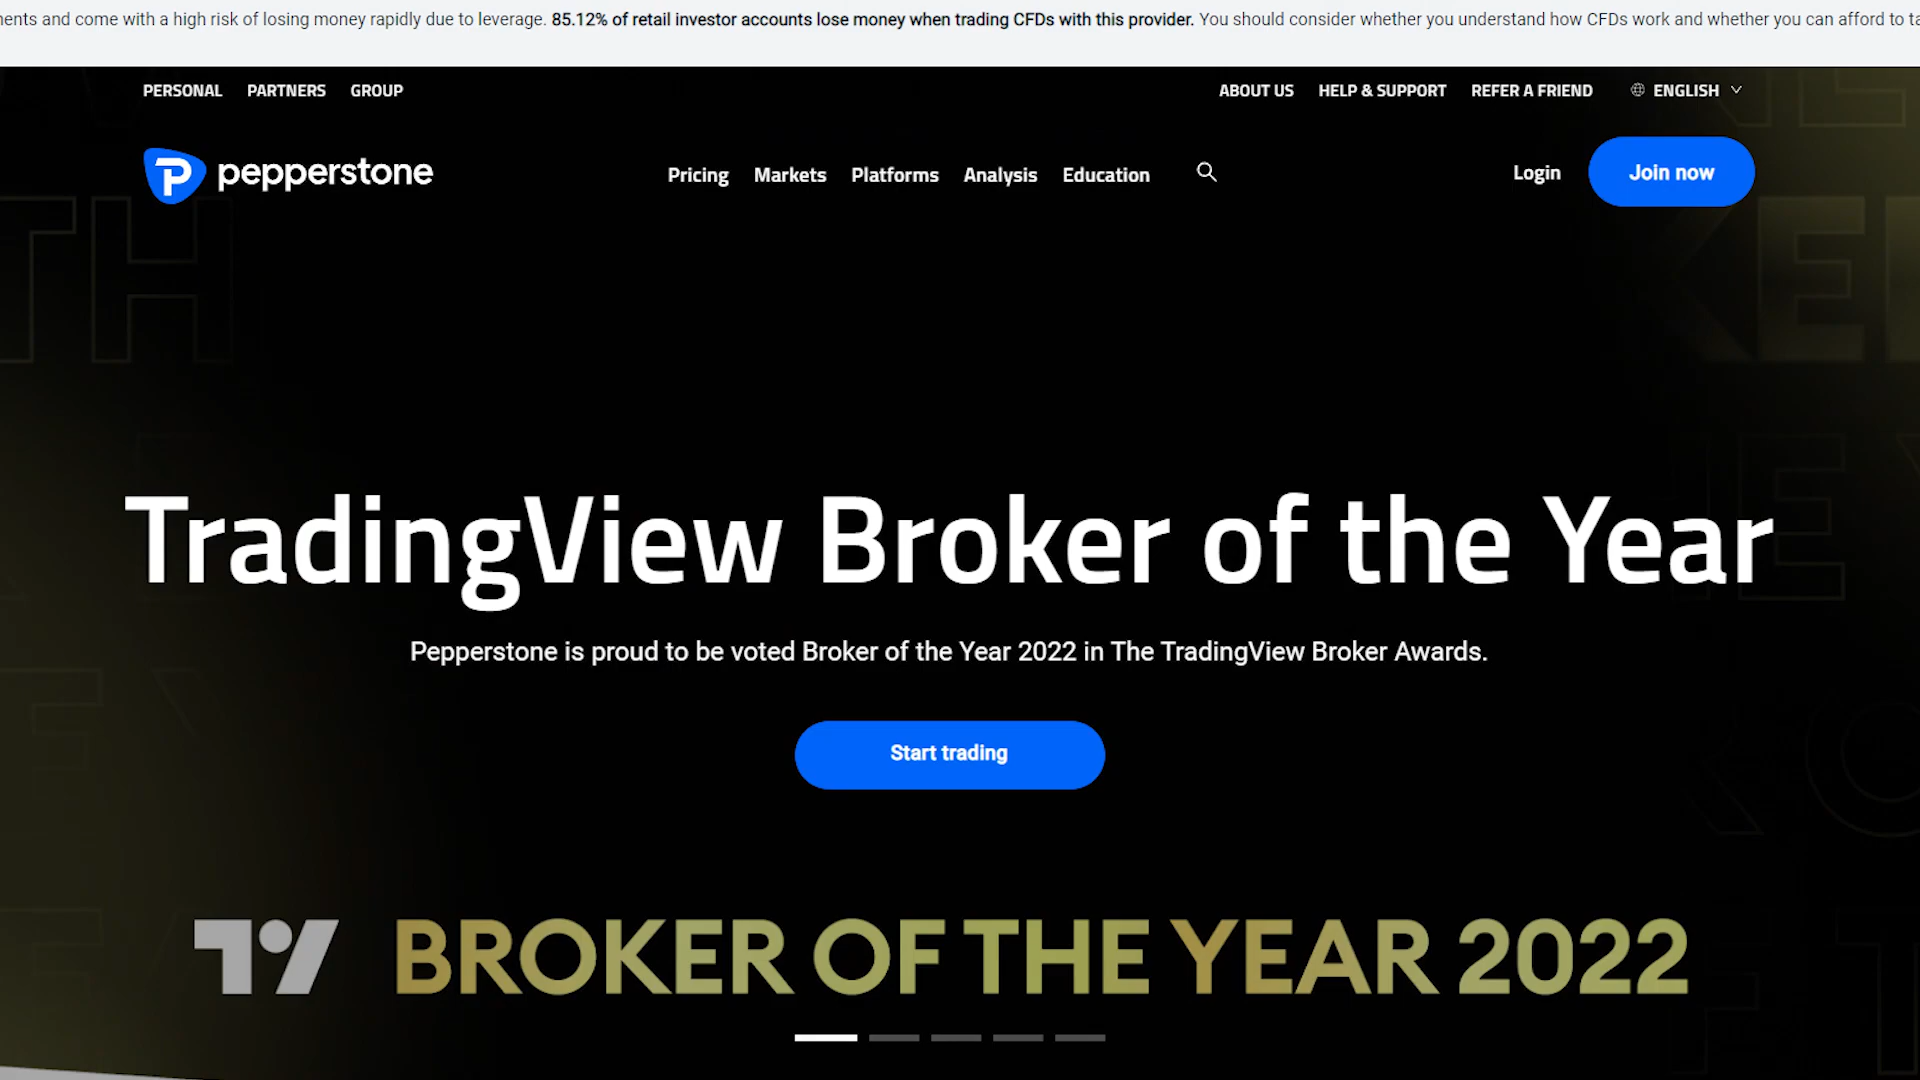 and come with a high risk of losing money rapidly due to leverage. 85.12% of retail investor accounts lose money when trading CFDs with this provider. You should consider whether you understand how CFDs work and whether you can afford to
PERSONAL PARTNERS GROUP ABOUT US HELP & SUPPORT REFER A FRIEND ENGLISH
pepperstone Pricing Markets Platforms Analysis Education Login Join now
TradingView Broker of the Year
Pepperstone is proud to be voted Broker of the Year 2022 in The TradingView Broker Awards.
Start trading
BROKER OF THE YEAR 2022